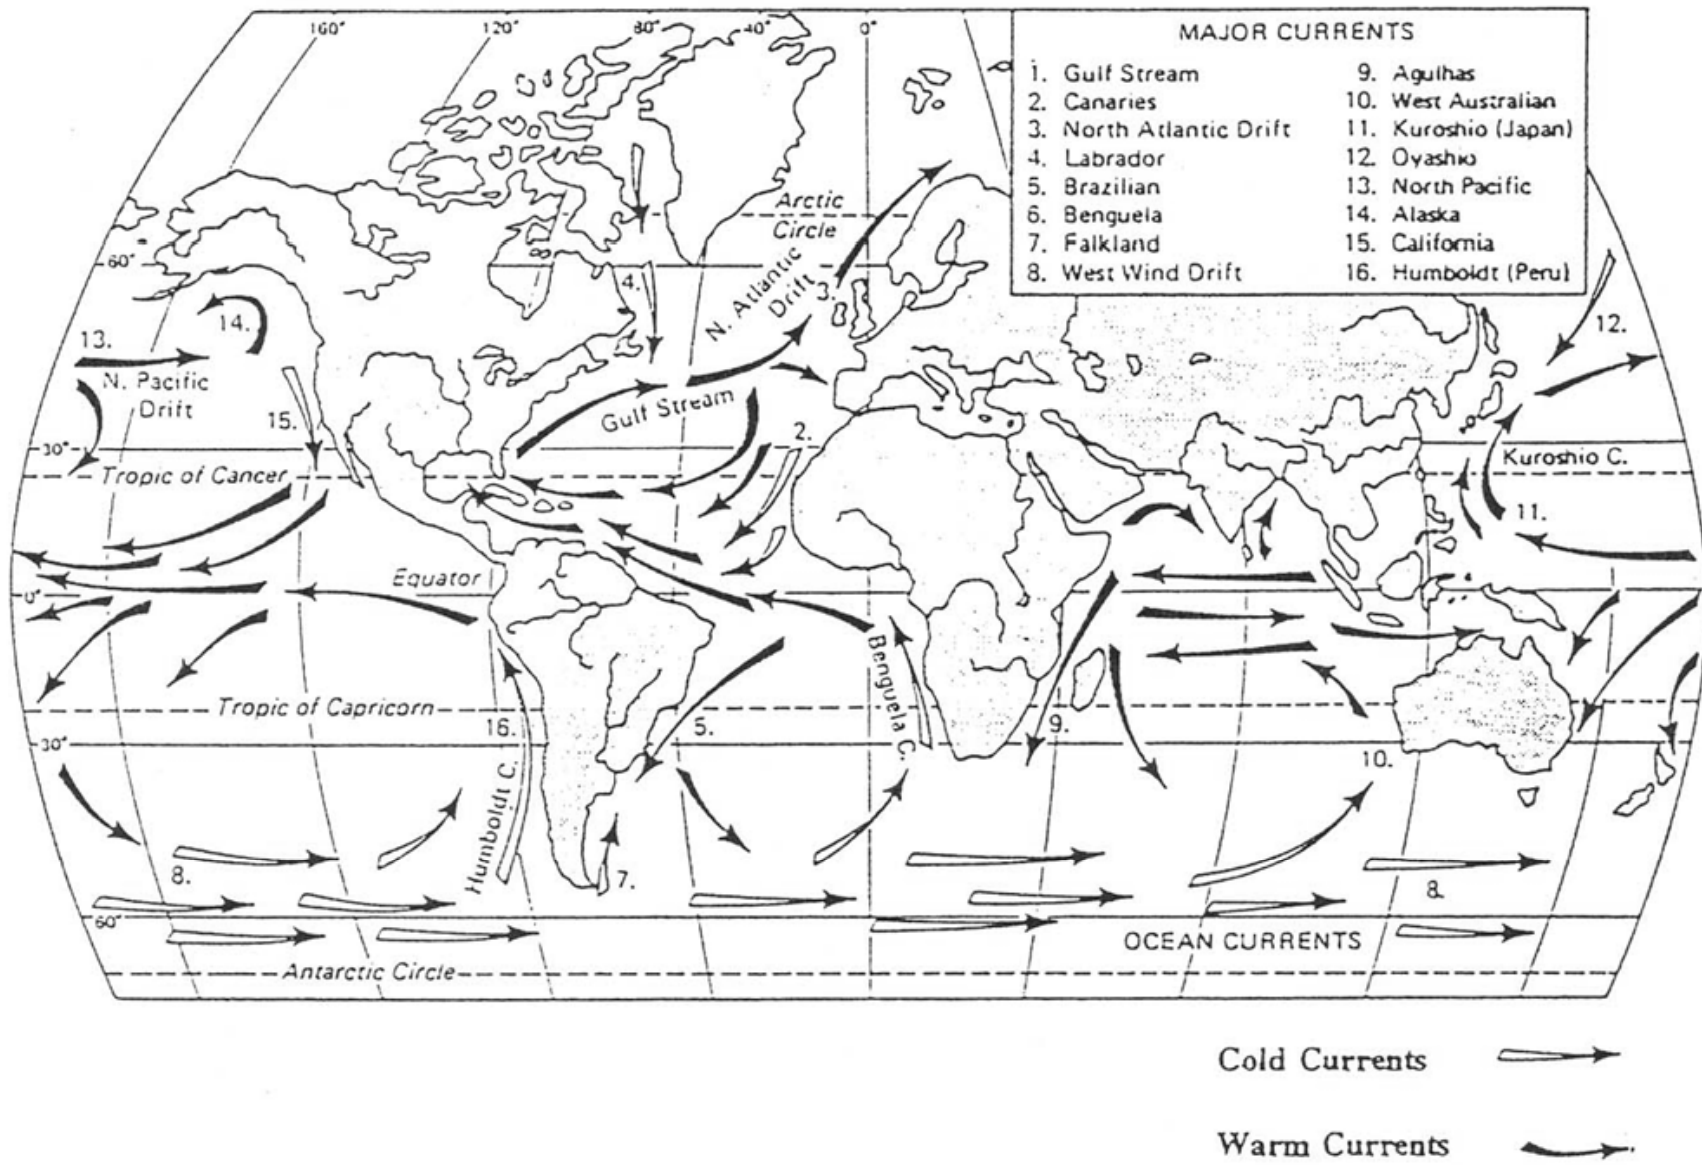 160°
120°
80°
40°
0°
MAJOR CURRENTS
1. Gulf Stream
2. Canaries
3. North Atlantic Drift
4. Labrador
5. Brazilian
6. Benguela
7. Falkland
8. West Wind Drift
9. Agulhas
10. West Australian
11. Kuroshio (Japan)
12. Oyashio
13. North Pacific
14. Alaska
15. California
16. Humboldt (Peru)
Arctic
Circle
60°
4.
N. Atlantic
Drift
3.
12.
14.
13.
N. Pacific
Drift
15.
Gulf Stream
2.
30°
Tropic of Cancer
Kuroshio C.
11.
Equator
0°
Benguela C.
Tropic of Capricorn
16.
5.
9.
30°
10.
Humboldt C.
8.
7.
8.
60°
OCEAN CURRENTS
Antarctic Circle
Cold Currents
Warm Currents